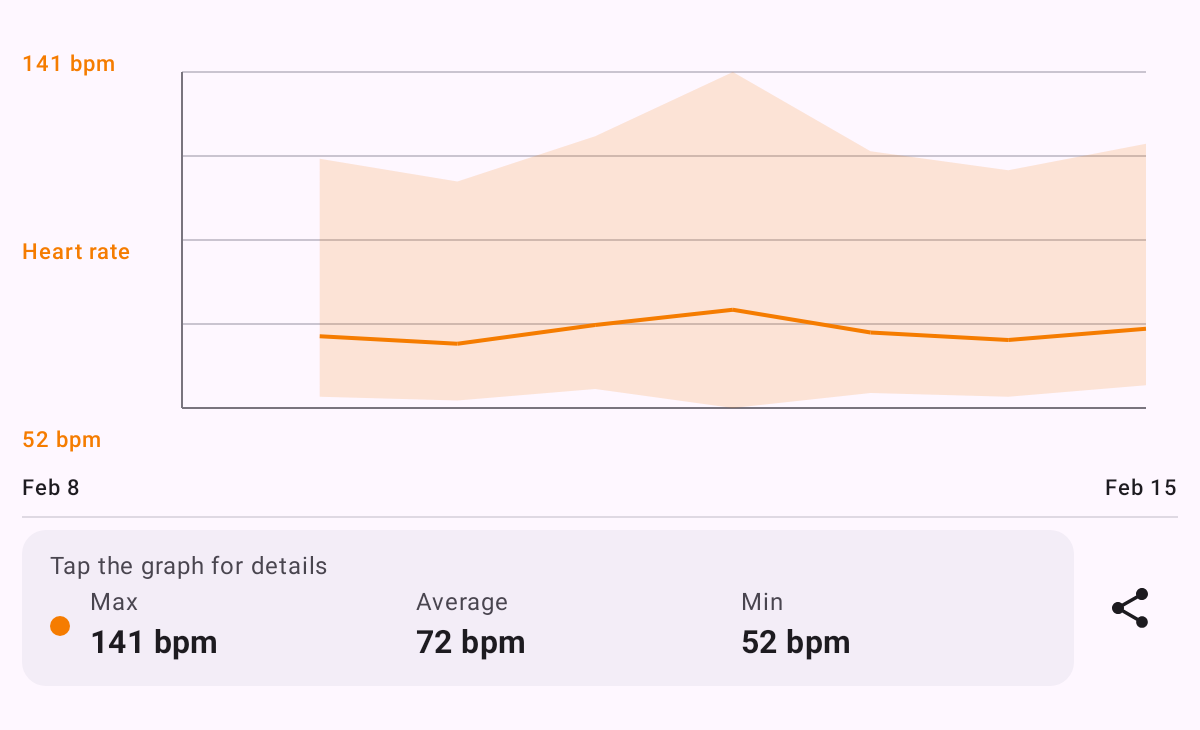 141 bpm
Heart rate
52 bpm
Feb 8
Feb 15
Tap the graph for details
Max
Average
Min
141 bpm
72 bpm
52 bpm